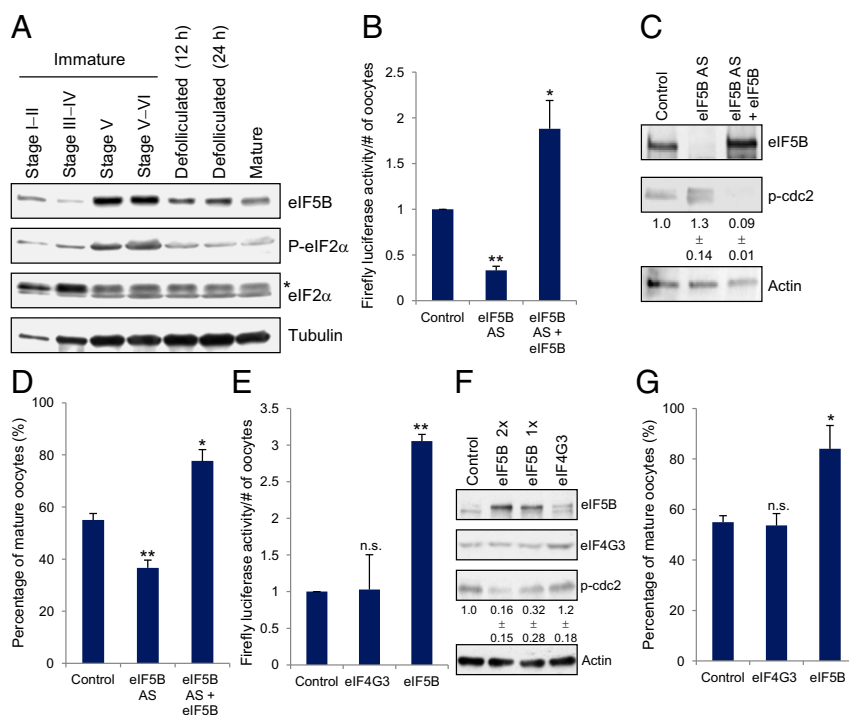 A
Immature
Stage I–II
Stage III–IV
Stage V
Stage V–VI
Defolliculated (12 h)
Defolliculated (24 h)
Mature
eIF5B
P-eIF2α
*
eIF2α
Tubulin
B
Firefly luciferase activity/# of oocytes
2.5
2
1.5
1
0.5
0
**
*
Control
eIF5B
AS
eIF5B
AS +
eIF5B
C
Control
eIF5B AS
eIF5B AS
+ eIF5B
eIF5B
p-cdc2
1.0 1.3 0.09
± ±
0.14 0.01
Actin
D
Percentage of mature oocytes (%)
100
80
60
40
20
0
**
*
Control
eIF5B
AS
eIF5B
AS +
eIF5B
E
Firefly luciferase activity/# of oocytes
3.5
3
2.5
2
1.5
1
0.5
0
n.s.
**
Control eIF4G3 eIF5B
F
Control
eIF5B 2x
eIF5B 1x
eIF4G3
eIF5B
eIF4G3
p-cdc2
1.0 0.16 0.32 1.2
± ± ±
0.15 0.28 0.18
Actin
G
Percentage of mature oocytes (%)
100
80
60
40
20
0
n.s.
*
Control eIF4G3 eIF5B